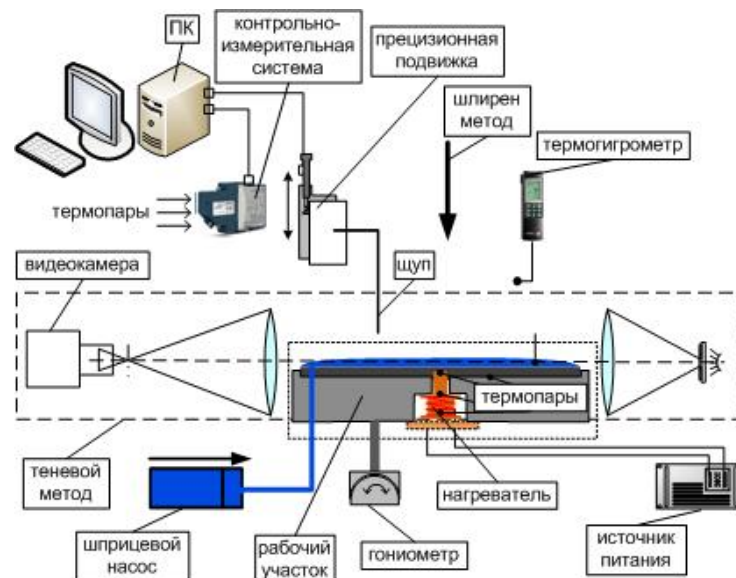 ПК
контрольно-
измерительная
система
прецизионная
подвижка
шлирен
метод
термогигрометр
термопары
видеокамера
щуп
термопары
теневой
метод
нагреватель
шприцевой
насос
рабочий
участок
гониометр
источник
питания